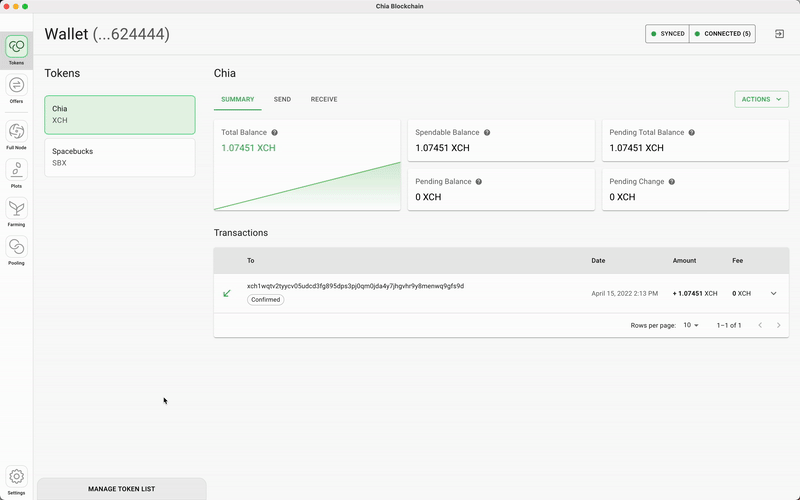 Chia Blockchain
Wallet (...624444)
SYNCED
CONNECTED (5)
Tokens
Offers
Full Node
Plots
Farming
Pooling
Settings
Tokens
Chia
XCH
Spacebucks
SBX
MANAGE TOKEN LIST
Chia
SUMMARY SEND RECEIVE
ACTIONS
Total Balance ?
1.07451 XCH
Spendable Balance ?
1.07451 XCH
Pending Total Balance ?
1.07451 XCH
Pending Balance ?
0 XCH
Pending Change ?
0 XCH
Transactions
To Date Amount Fee
xch1wqtv2tyycv05udcd3fg895dps3pj0qm0jda4y7jhgvhr9y8menwq9gfs9d
Confirmed
April 15, 2022 2:13 PM
+ 1.07451 XCH
0 XCH
Rows per page: 10 1–1 of 1